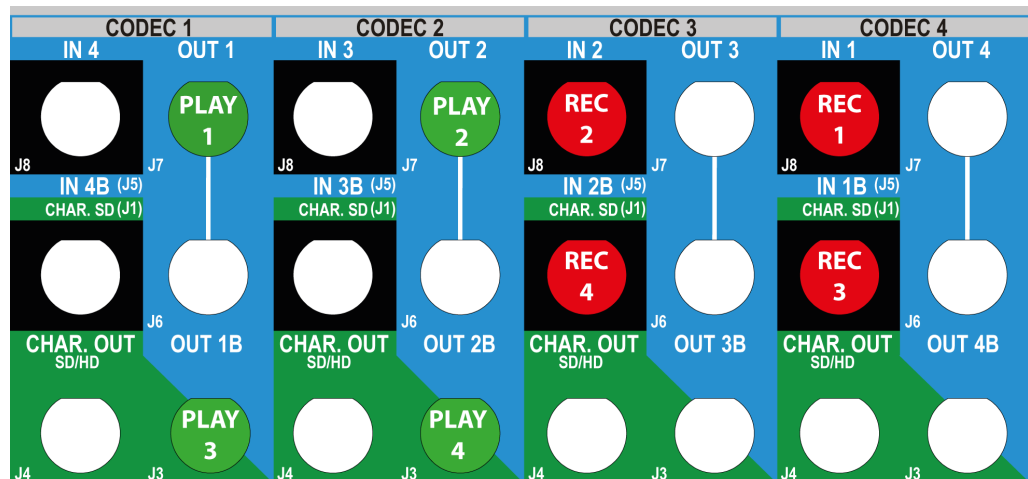 CODEC 1 CODEC 2 CODEC 3 CODEC 4
IN 4 OUT 1 IN 3 OUT 2 IN 2 OUT 3 IN 1 OUT 4
PLAY PLAY REC REC
1 2 2 1
J8 J7 J8 J7 J8 J7 J8 J7
IN 4B (J5) IN 3B (J5) IN 2B (J5) IN 1B (J5)
CHAR. SD (J1) CHAR. SD (J1) CHAR. SD (J1) CHAR. SD (J1)
REC REC
4 3
J6 J6 J6 J6
CHAR. OUT OUT 1B CHAR. OUT OUT 2B CHAR. OUT OUT 3B CHAR. OUT OUT 4B
SD/HD SD/HD SD/HD SD/HD
PLAY PLAY
3 4
J4 J3 J4 J3 J4 J3 J4 J3